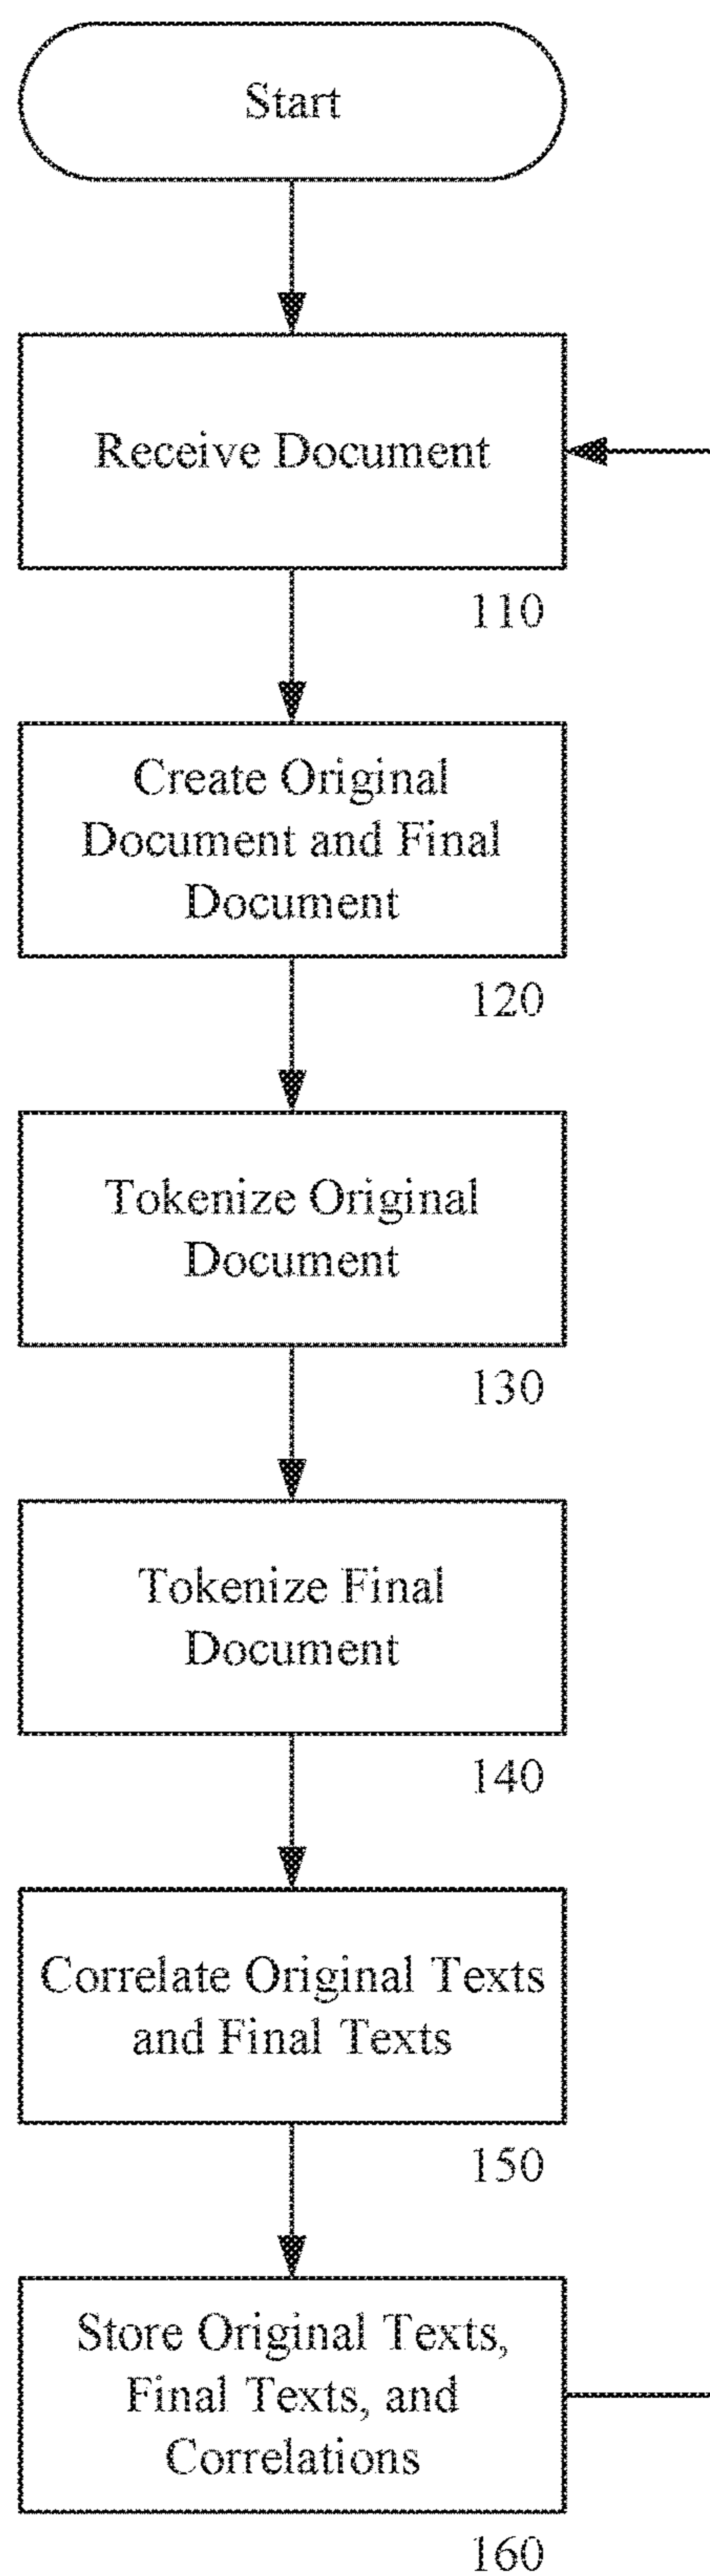 Start
Receive Document
110
Create Original
Document and Final
Document
120
Tokenize Original
Document
130
Tokenize Final
Document
140
Correlate Original Texts
and Final Texts
150
Store Original Texts,
Final Texts, and
Correlations
160